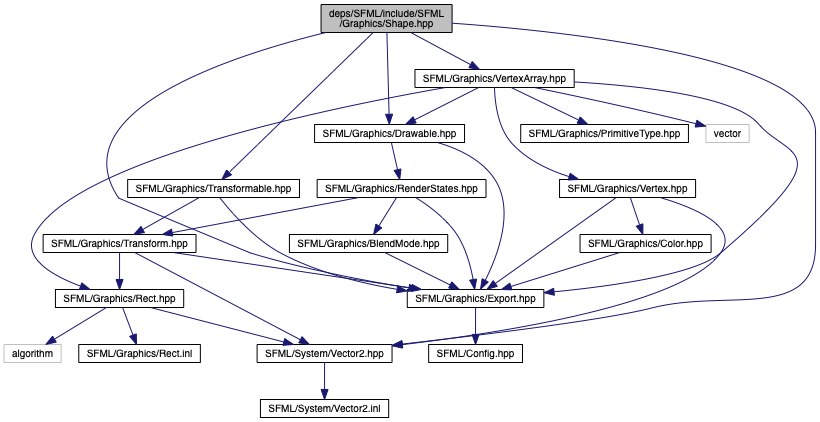 deps/SFML/include/SFML
/Graphics/Shape.hpp
SFML/Graphics/VertexArray.hpp
SFML/Graphics/Drawable.hpp
SFML/Graphics/PrimitiveType.hpp
vector
SFML/Graphics/Transformable.hpp
SFML/Graphics/RenderStates.hpp
SFML/Graphics/Vertex.hpp
SFML/Graphics/Transform.hpp
SFML/Graphics/BlendMode.hpp
SFML/Graphics/Color.hpp
SFML/Graphics/Rect.hpp
SFML/Graphics/Export.hpp
algorithm
SFML/Graphics/Rect.inl
SFML/System/Vector2.hpp
SFML/Config.hpp
SFML/System/Vector2.inl